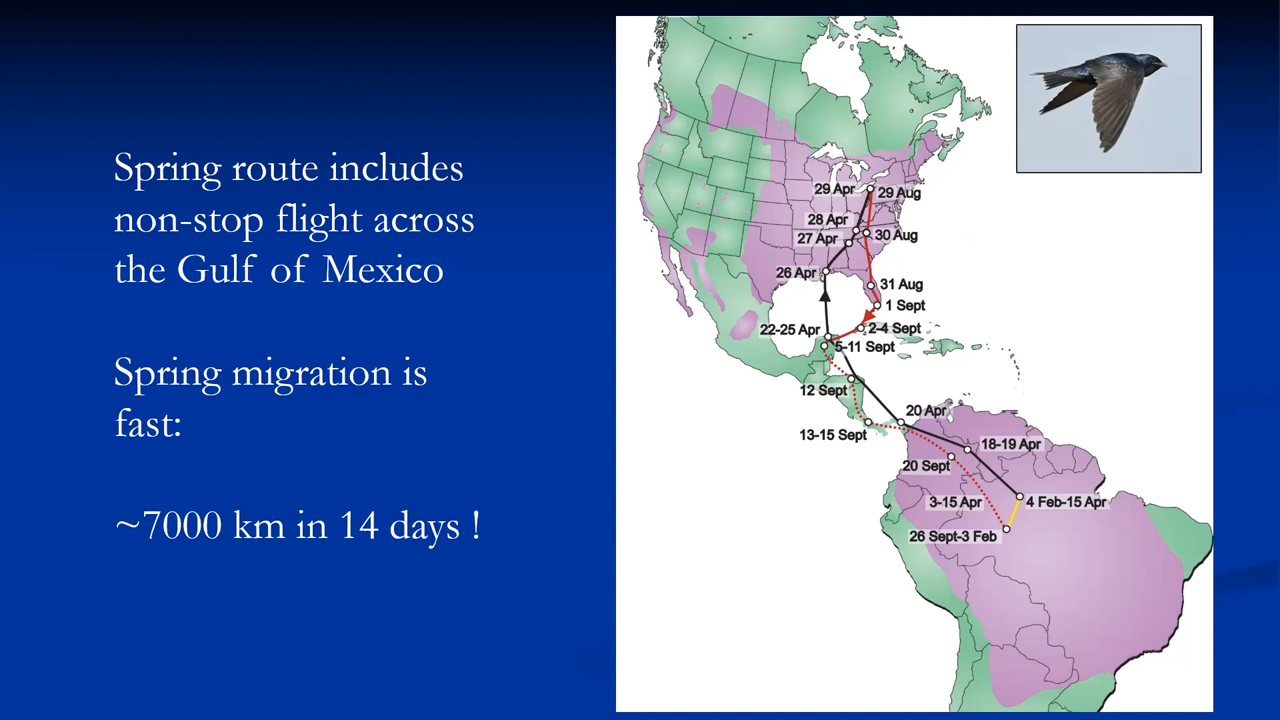 Spring route includes
non-stop flight across
the Gulf of Mexico
Spring migration is
fast:
~7000 km in 14 days !
29 Apr
29 Aug
28 Apr
30 Aug
27 Apr
26 Apr
31 Aug
1 Sept
22-25 Apr
2-4 Sept
5-11 Sept
12 Sept
20 Apr
13-15 Sept
18-19 Apr
20 Sept
3-15 Apr
4 Feb-15 Apr
26 Sept-3 Feb